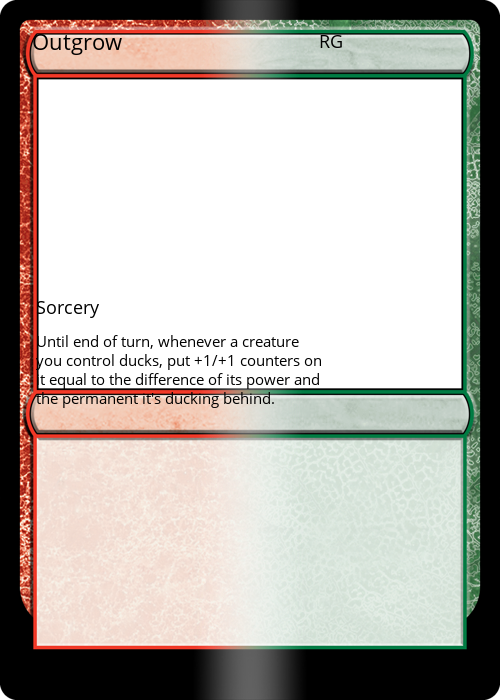 Outgrow
RG
Sorcery
Until end of turn, whenever a creature
you control ducks, put +1/+1 counters on
it equal to the difference of its power and
the permanent it's ducking behind.